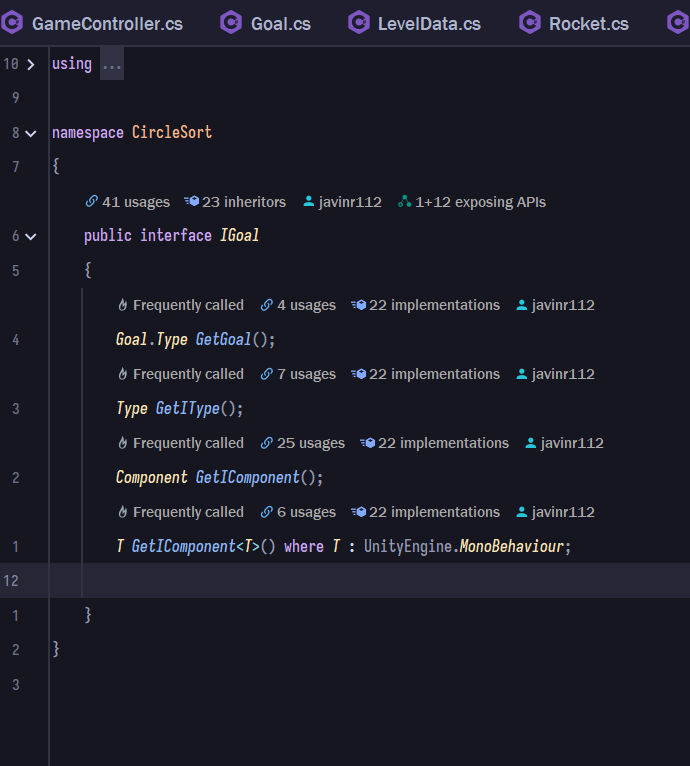 GameController.cs Goal.cs LevelData.cs Rocket.cs
10 using ...
9
8 namespace CircleSort
7 {
41 usages 23 inheritors javinr112 1+12 exposing APIs
6 public interface IGoal
5 {
Frequently called 4 usages 22 implementations javinr112
4 Goal.Type GetGoal();
Frequently called 7 usages 22 implementations javinr112
3 Type GetIType();
Frequently called 25 usages 22 implementations javinr112
2 Component GetIComponent();
Frequently called 6 usages 22 implementations javinr112
1 T GetIComponent<T>() where T : UnityEngine.MonoBehaviour;
12
1 }
2 }
3